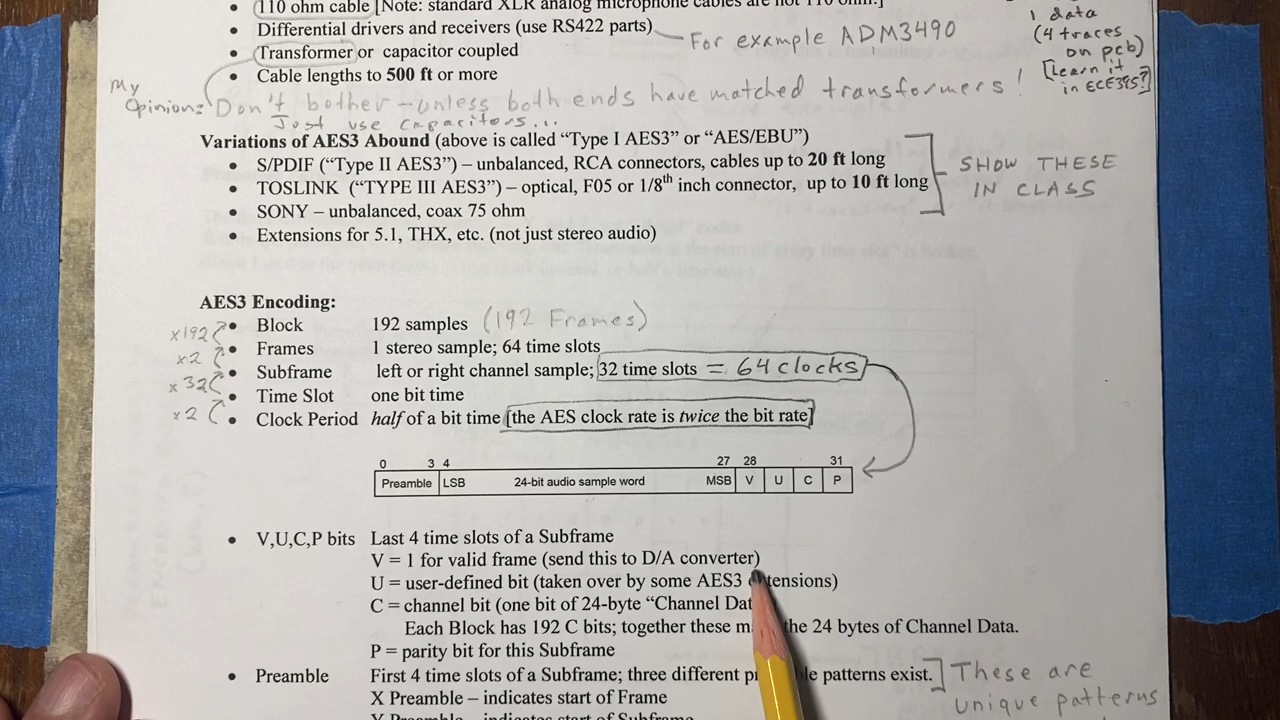 • 110 ohm cable [Note: standard XLR analog microphone cables are not 110 ohm.]
• Differential drivers and receivers (use RS422 parts)
For example ADM3490
1 data
(4 traces
on pcb)
[Learn it
in ECE395?]
• Transformer or capacitor coupled
• Cable lengths to 500 ft or more
My
Opinion: Don't bother - unless both ends have matched transformers!
Just use capacitors...
Variations of AES3 Abound (above is called “Type I AES3” or “AES/EBU”)
• S/PDIF (“Type II AES3”) – unbalanced, RCA connectors, cables up to 20 ft long
• TOSLINK (“TYPE III AES3”) – optical, F05 or 1/8th inch connector, up to 10 ft long
• SONY – unbalanced, coax 75 ohm
• Extensions for 5.1, THX, etc. (not just stereo audio)
SHOW THESE
IN CLASS
AES3 Encoding:
• Block 192 samples (192 Frames)
x192
• Frames 1 stereo sample; 64 time slots
x2
• Subframe left or right channel sample; 32 time slots = 64 clocks
x32
• Time Slot one bit time
x2
• Clock Period half of a bit time [the AES clock rate is twice the bit rate]
0 3 4 27 28 31
Preamble LSB 24-bit audio sample word MSB V U C P
• V,U,C,P bits Last 4 time slots of a Subframe
V = 1 for valid frame (send this to D/A converter)
U = user-defined bit (taken over by some AES3 extensions)
C = channel bit (one bit of 24-byte “Channel Dat
Each Block has 192 C bits; together these m the 24 bytes of Channel Data.
P = parity bit for this Subframe
• Preamble First 4 time slots of a Subframe; three different p le patterns exist.
These are
unique patterns
X Preamble – indicates start of Frame
Y Preamble – indicates start of Subframe